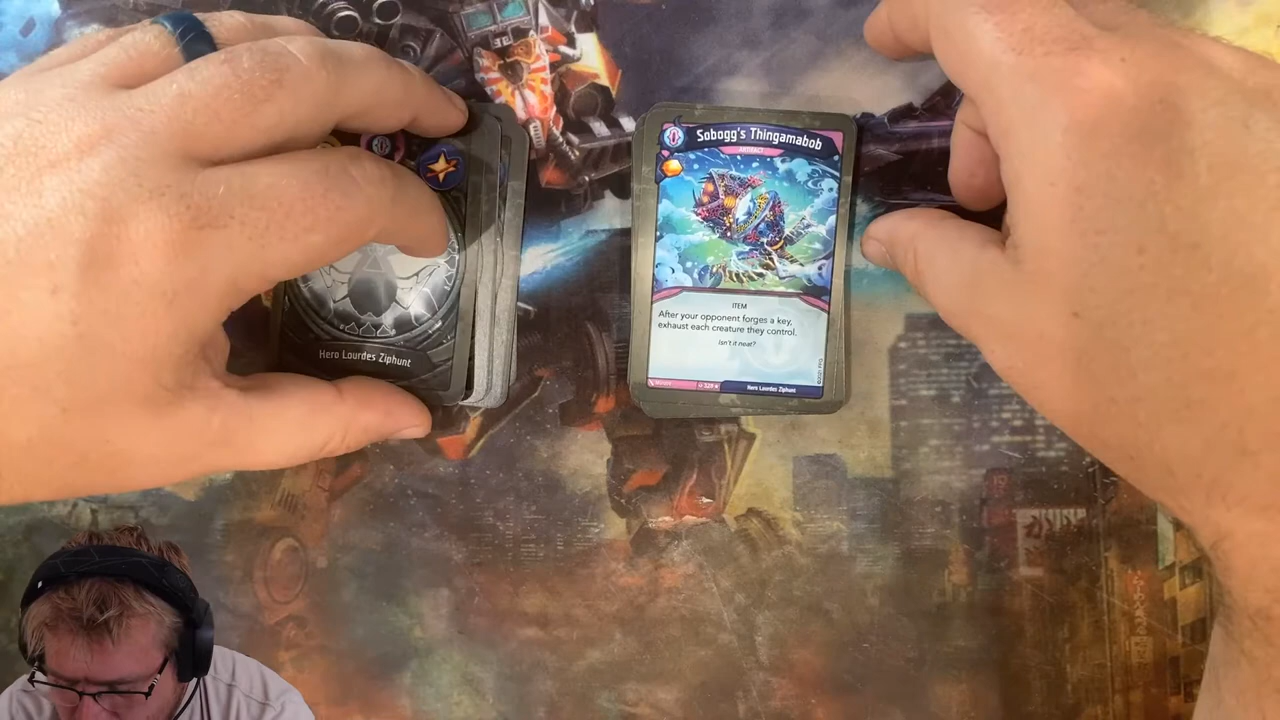 Sobogg's Thingamabob
ARTIFACT
ITEM
After your opponent forges a key,
exhaust each creature they control.
Isn't it neat?
Hero Lourdes Ziphunt
Hero Lourdes Ziphunt